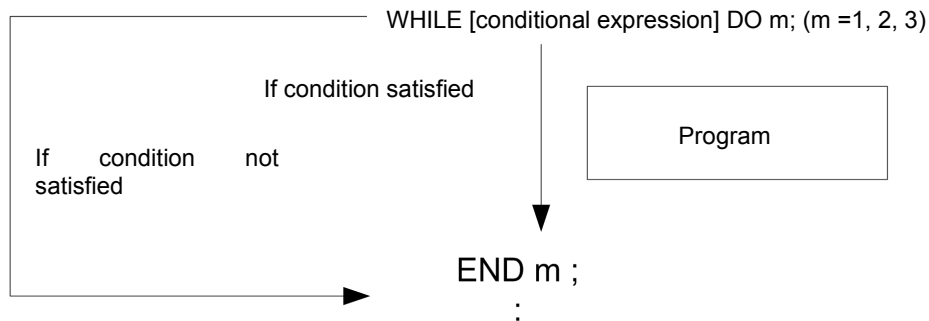 WHILE [conditional expression] DO m; (m =1, 2, 3)
If condition satisfied
Program
If condition not
satisfied
END m ;
: